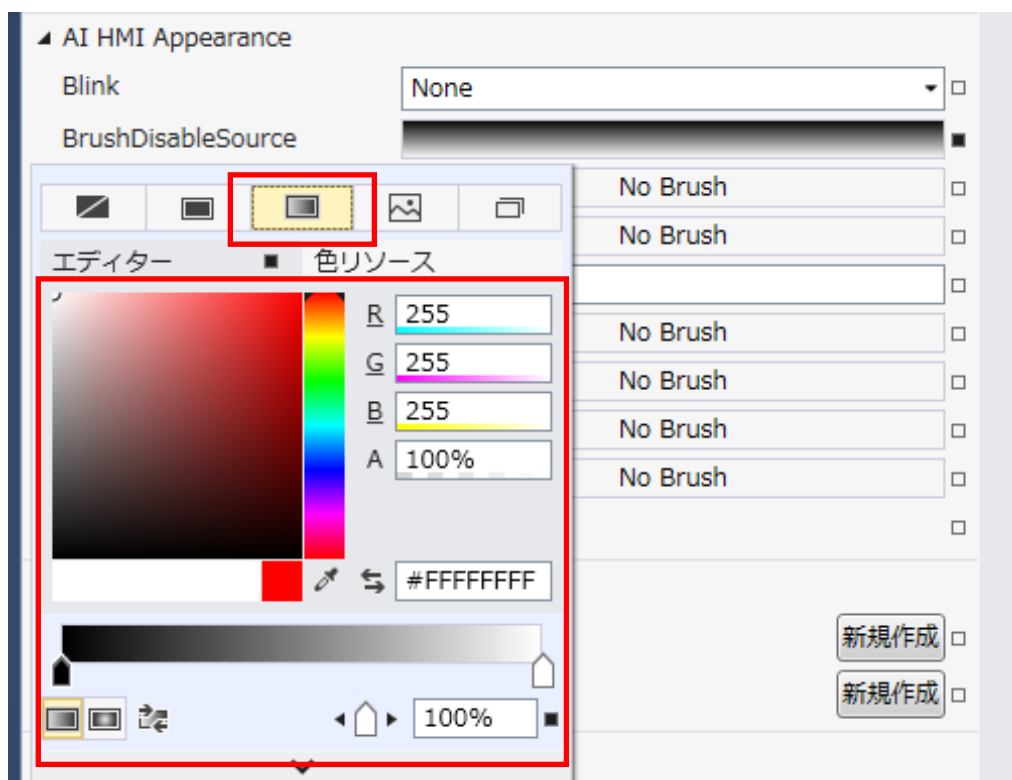 AI HMI Appearance
Blink
None
BrushDisableSource
No Brush
No Brush
エディター
色リソース
R 255
No Brush
G 255
No Brush
B 255
No Brush
A 100%
No Brush
#FFFFFFFF
新規作成
新規作成
100%